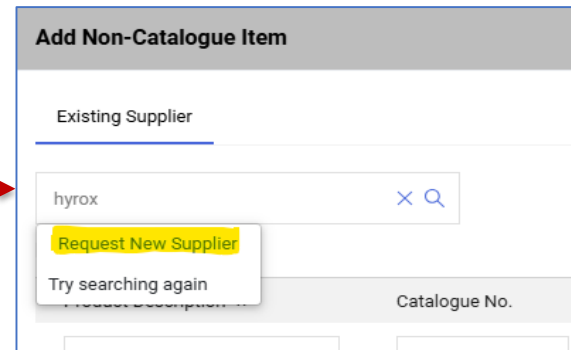 Add Non-Catalogue Item
Existing Supplier
hyrox
Request New Supplier
Try searching again
Product Description
Catalogue No.